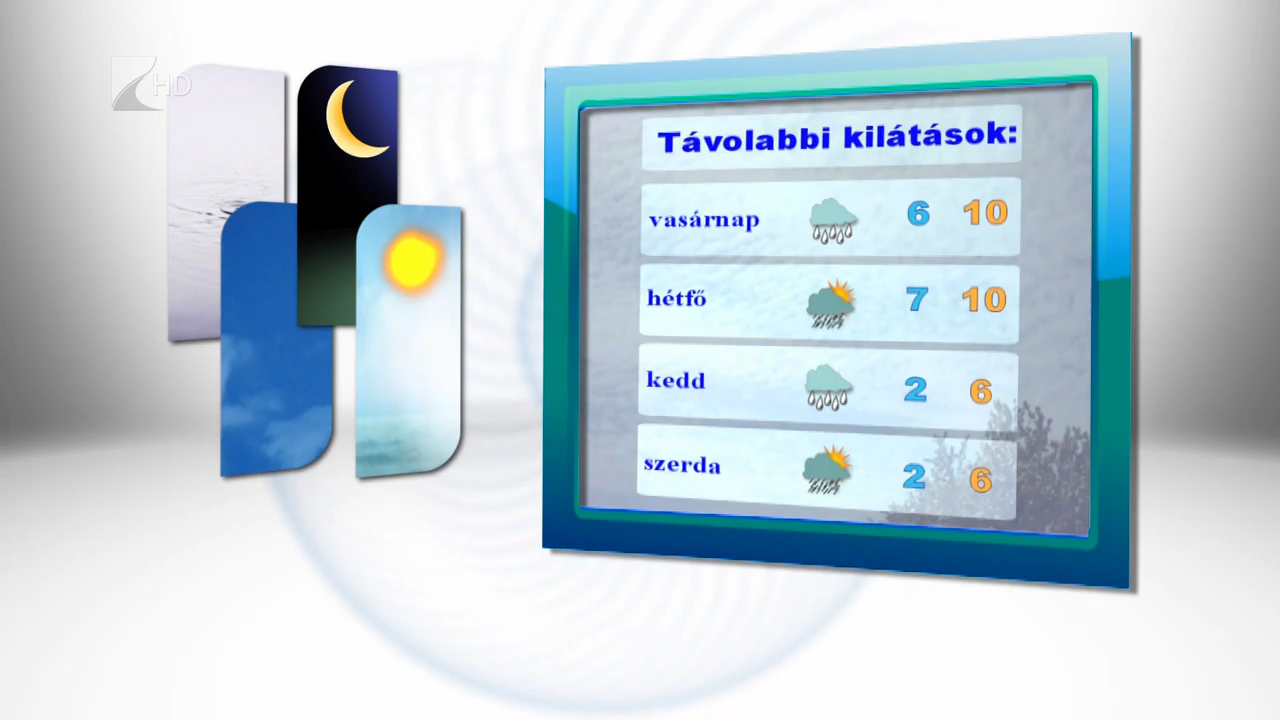 HD
Távolabbi kilátások:
vasárnap 6 10
hétfő 7 10
kedd 2 6
szerda 2 6